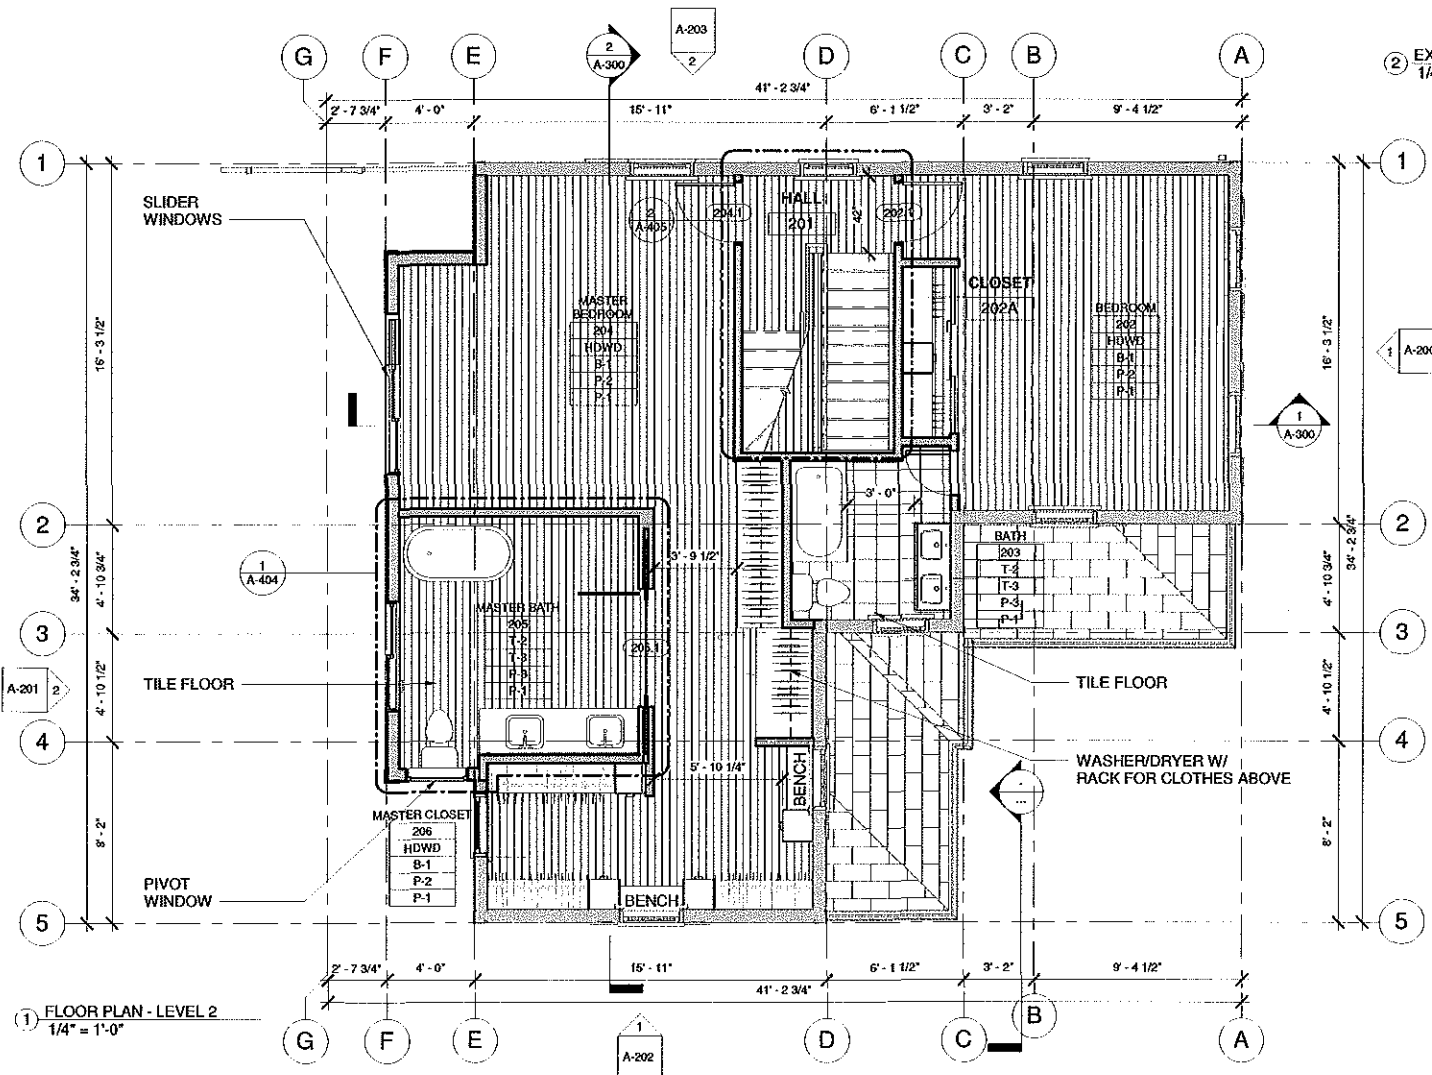 A-203
2
2
A-300
G
F
E
D
C
B
A
2 EX
1/4
41' - 2 3/4"
2' - 7 3/4"
4' - 0"
15' - 11"
6' - 1 1/2"
3' - 2"
9' - 4 1/2"
1
1
SLIDER
WINDOWS
2
A-405
204.1
HALL
201
42"
202.1
CLOSET
202A
MASTER
BEDROOM
204
HDWD
B-1
P-2
P-1
BEDROOM
202
HDWD
B-1
P-2
P-1
16' - 3 1/2"
16' - 3 1/2"
1
A-200
1
A-300
3' - 0"
2
2
34' - 2 3/4"
4' - 10 3/4"
1
A-404
3' - 9 1/2"
BATH
203
T-2
T-3
P-3
P-1
4' - 10 3/4"
34' - 2 3/4"
MASTER BATH
205
T-2
T-3
P-3
P-1
205.1
3
3
A-201
2
TILE FLOOR
4' - 10 1/2"
TILE FLOOR
4' - 10 1/2"
4
4
5' - 10 1/4"
BENCH
WASHER/DRYER W/
RACK FOR CLOTHES ABOVE
MASTER CLOSET
206
HDWD
B-1
P-2
P-1
8' - 2"
8' - 2"
PIVOT
WINDOW
BENCH
5
5
2' - 7 3/4"
4' - 0"
15' - 11"
6' - 1 1/2"
3' - 2"
9' - 4 1/2"
41' - 2 3/4"
1 FLOOR PLAN - LEVEL 2
1/4" = 1'-0"
G
F
E
D
C
B
A
1
A-202